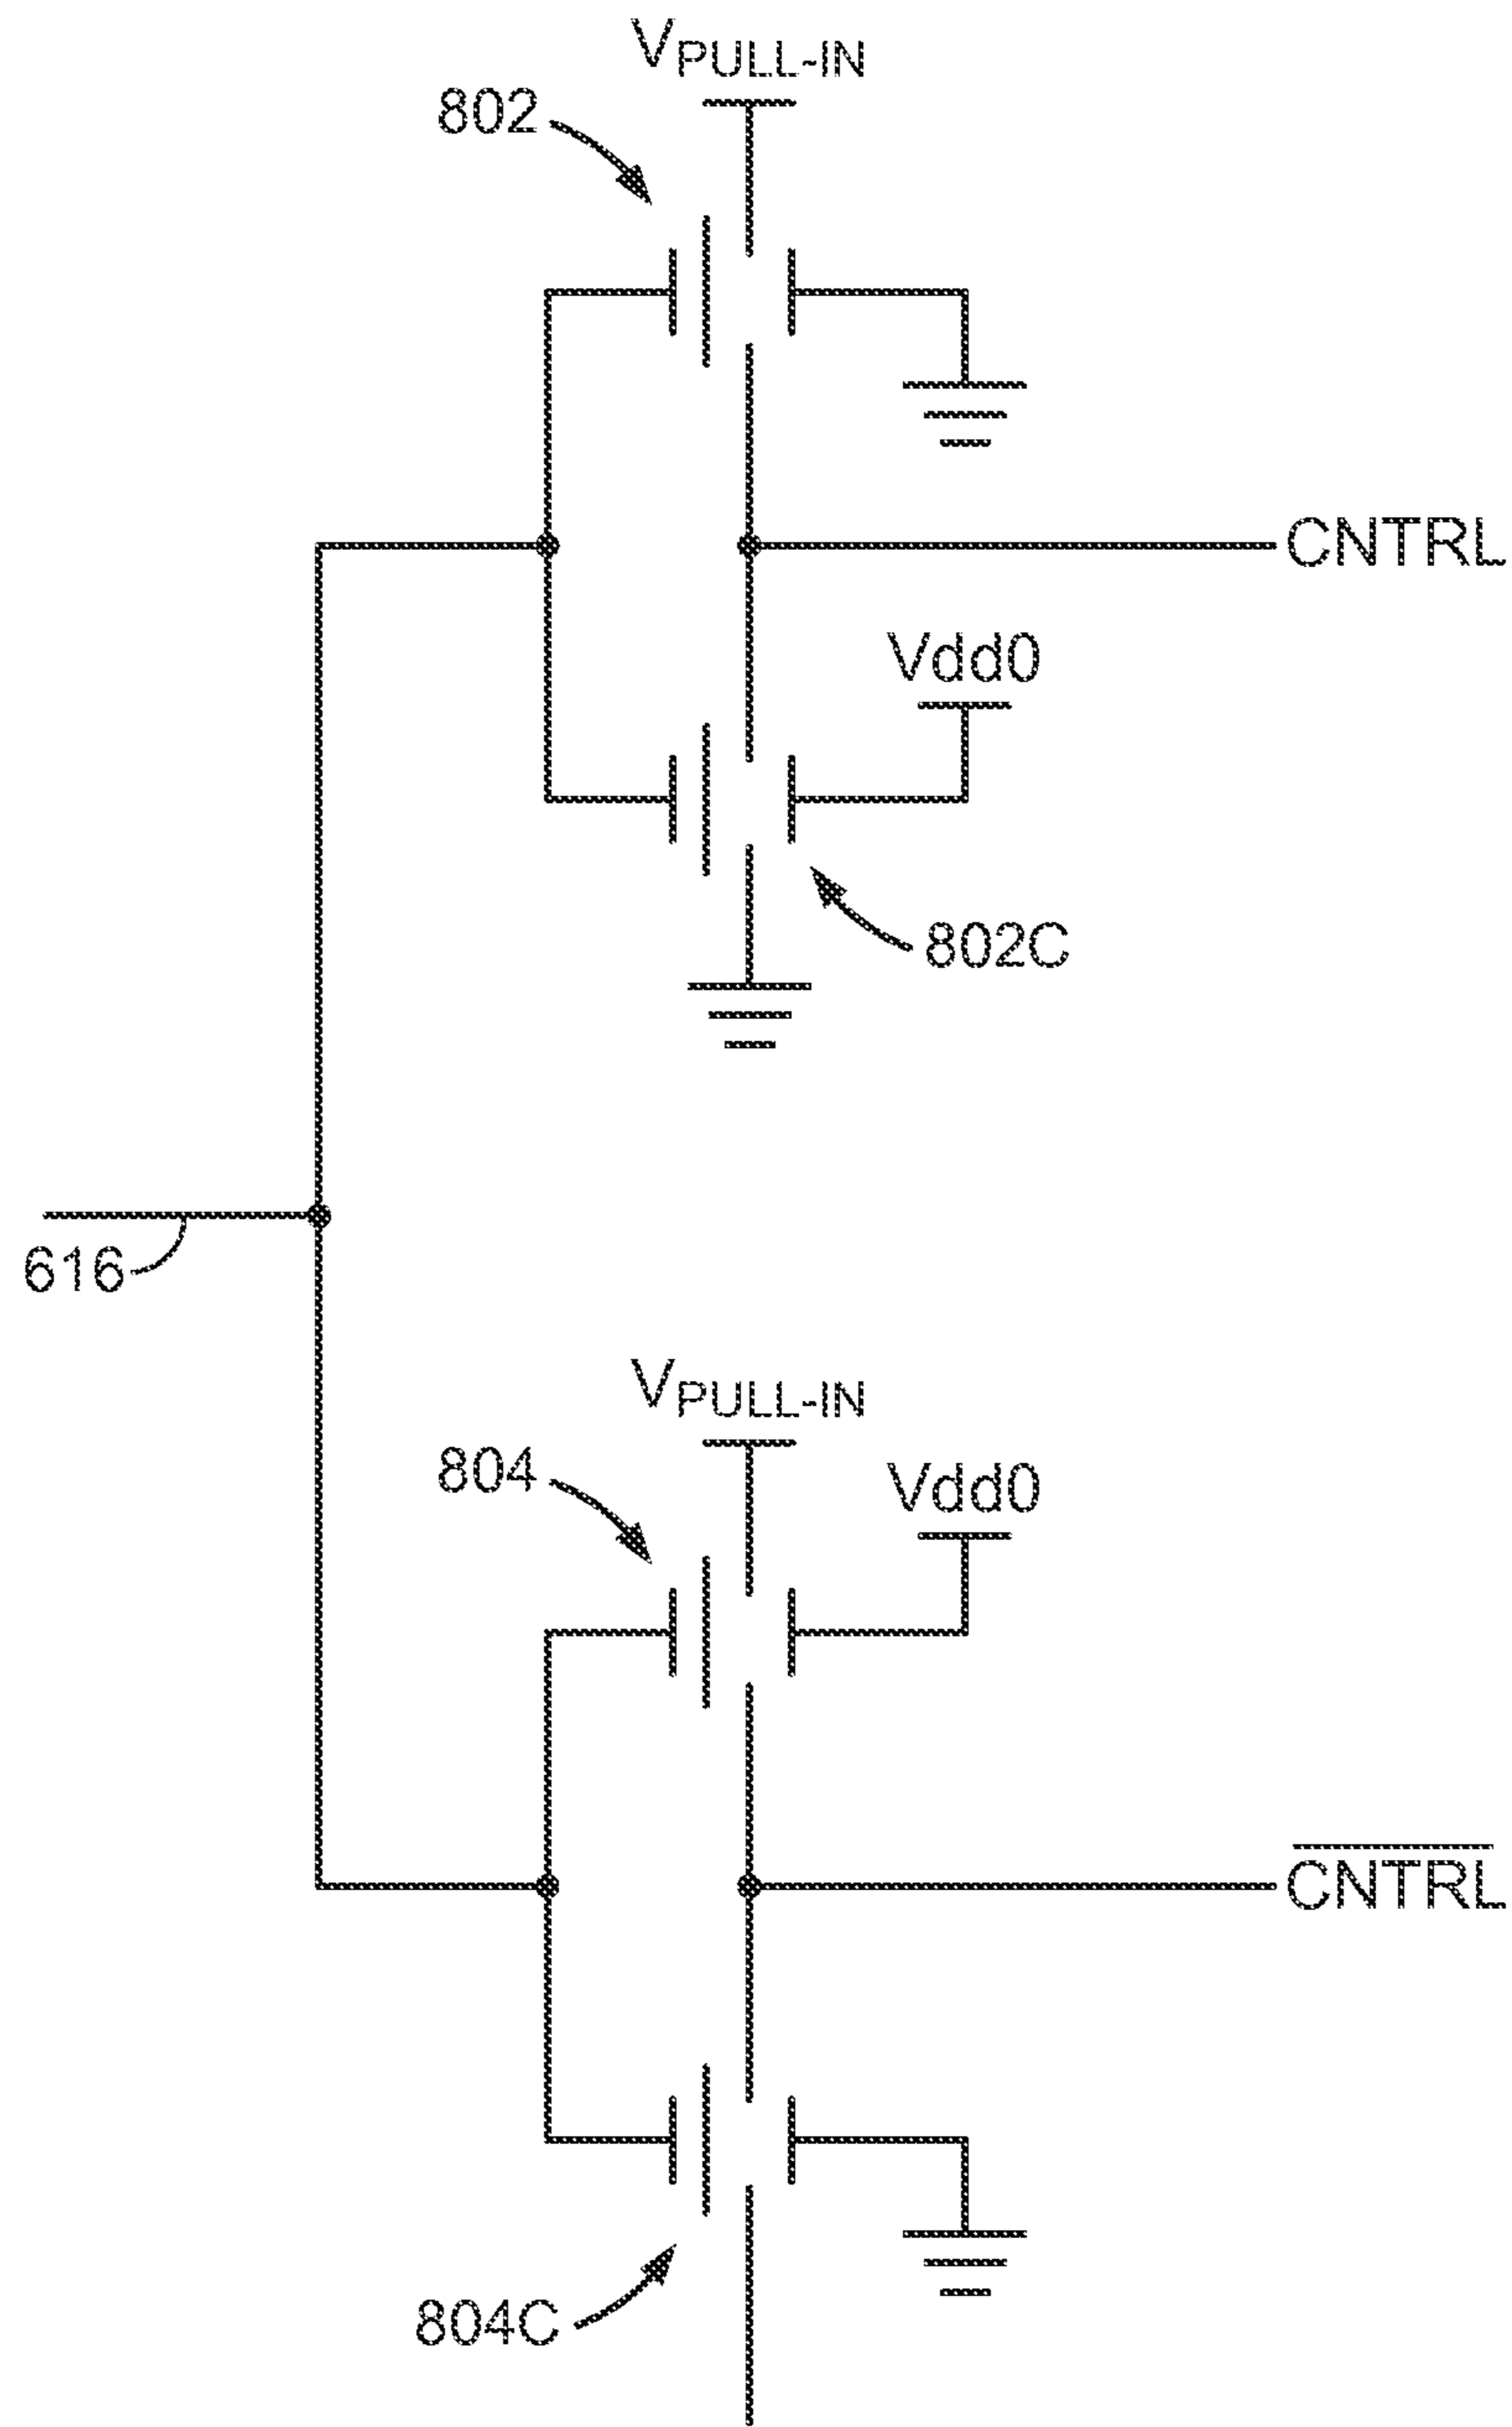 VPULL-IN
802
CNTRL
Vdd0
802C
616
VPULL-IN
804
Vdd0
CNTRL
804C